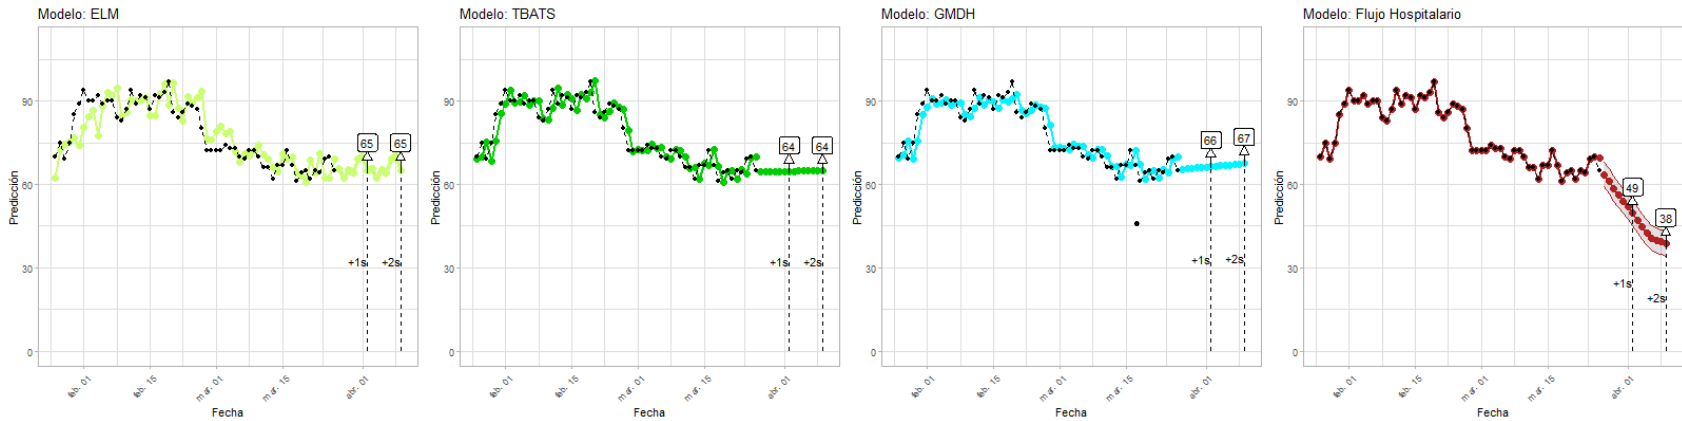 Modelo: ELM
Predicción
90
60
30
0
65
65
+1s
+2s
feb. 01
feb. 15
mar. 01
mar. 15
abr. 01
Fecha
Modelo: TBATS
Predicción
90
60
30
0
64
64
+1s
+2s
feb. 01
feb. 15
mar. 01
mar. 15
abr. 01
Fecha
Modelo: GMDH
Predicción
90
60
30
0
66
67
+1s
+2s
feb. 01
feb. 15
mar. 01
mar. 15
abr. 01
Fecha
Modelo: Flujo Hospitalario
Predicción
90
60
30
0
49
38
+1s
+2s
feb. 01
feb. 15
mar. 01
mar. 15
abr. 01
Fecha